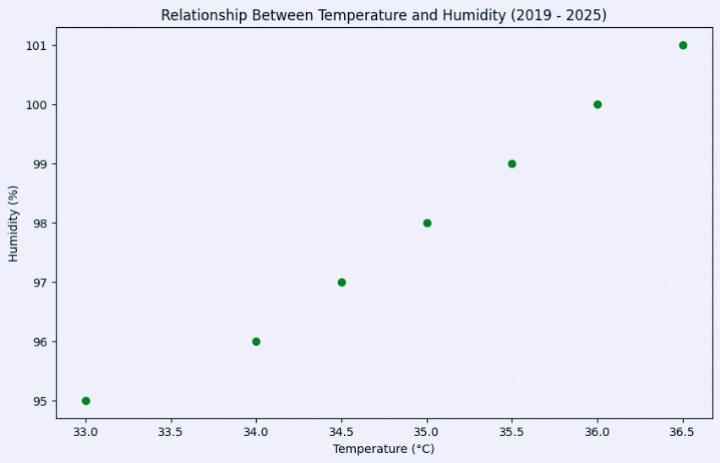 Relationship Between Temperature and Humidity (2019 - 2025)
101
100
99
98
97
96
95
Humidity (%)
33.0 33.5 34.0 34.5 35.0 35.5 36.0 36.5
Temperature (°C)